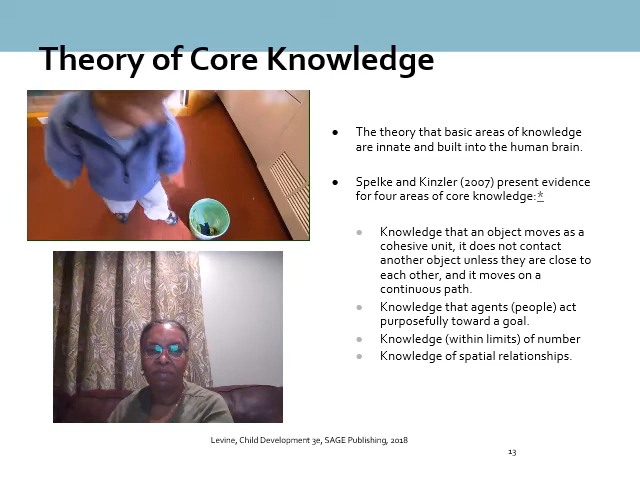 Theory of Core Knowledge
● The theory that basic areas of knowledge
are innate and built into the human brain.
● Spelke and Kinzler (2007) present evidence
for four areas of core knowledge:*
● Knowledge that an object moves as a
cohesive unit, it does not contact
another object unless they are close to
each other, and it moves on a
continuous path.
● Knowledge that agents (people) act
purposefully toward a goal.
● Knowledge (within limits) of number
● Knowledge of spatial relationships.
Levine, Child Development 3e, SAGE Publishing, 2018
13